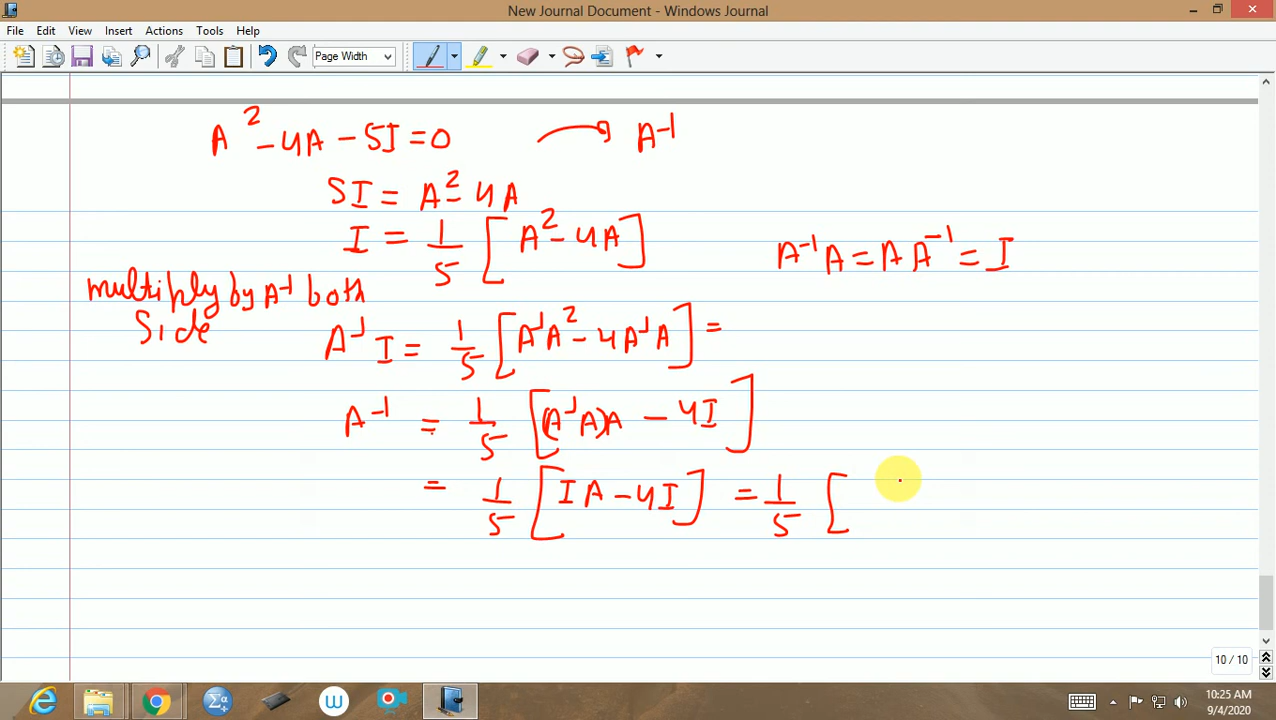 New Journal Document - Windows Journal
File Edit View Insert Actions Tools Help
Page Width
A² - 4A - 5I = 0 → A⁻¹
5I = A² - 4A
I = 1/5 [A² - 4A]
A⁻¹A = AA⁻¹ = I
multiply by A⁻¹ both
Side
A⁻¹ I = 1/5 [A⁻¹A² - 4A⁻¹A] =
A⁻¹ = 1/5 [(A⁻¹A)A - 4I]
= 1/5 [IA - 4I] = 1/5 [
10 / 10
10:25 AM
9/4/2020